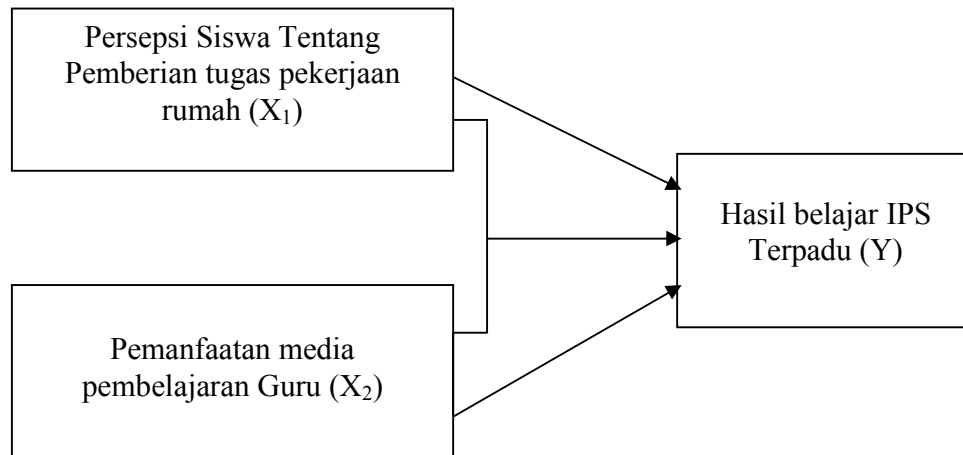 Persepsi Siswa Tentang
Pemberian tugas pekerjaan
rumah (X₁)
Hasil belajar IPS
Terpadu (Y)
Pemanfaatan media
pembelajaran Guru (X₂)